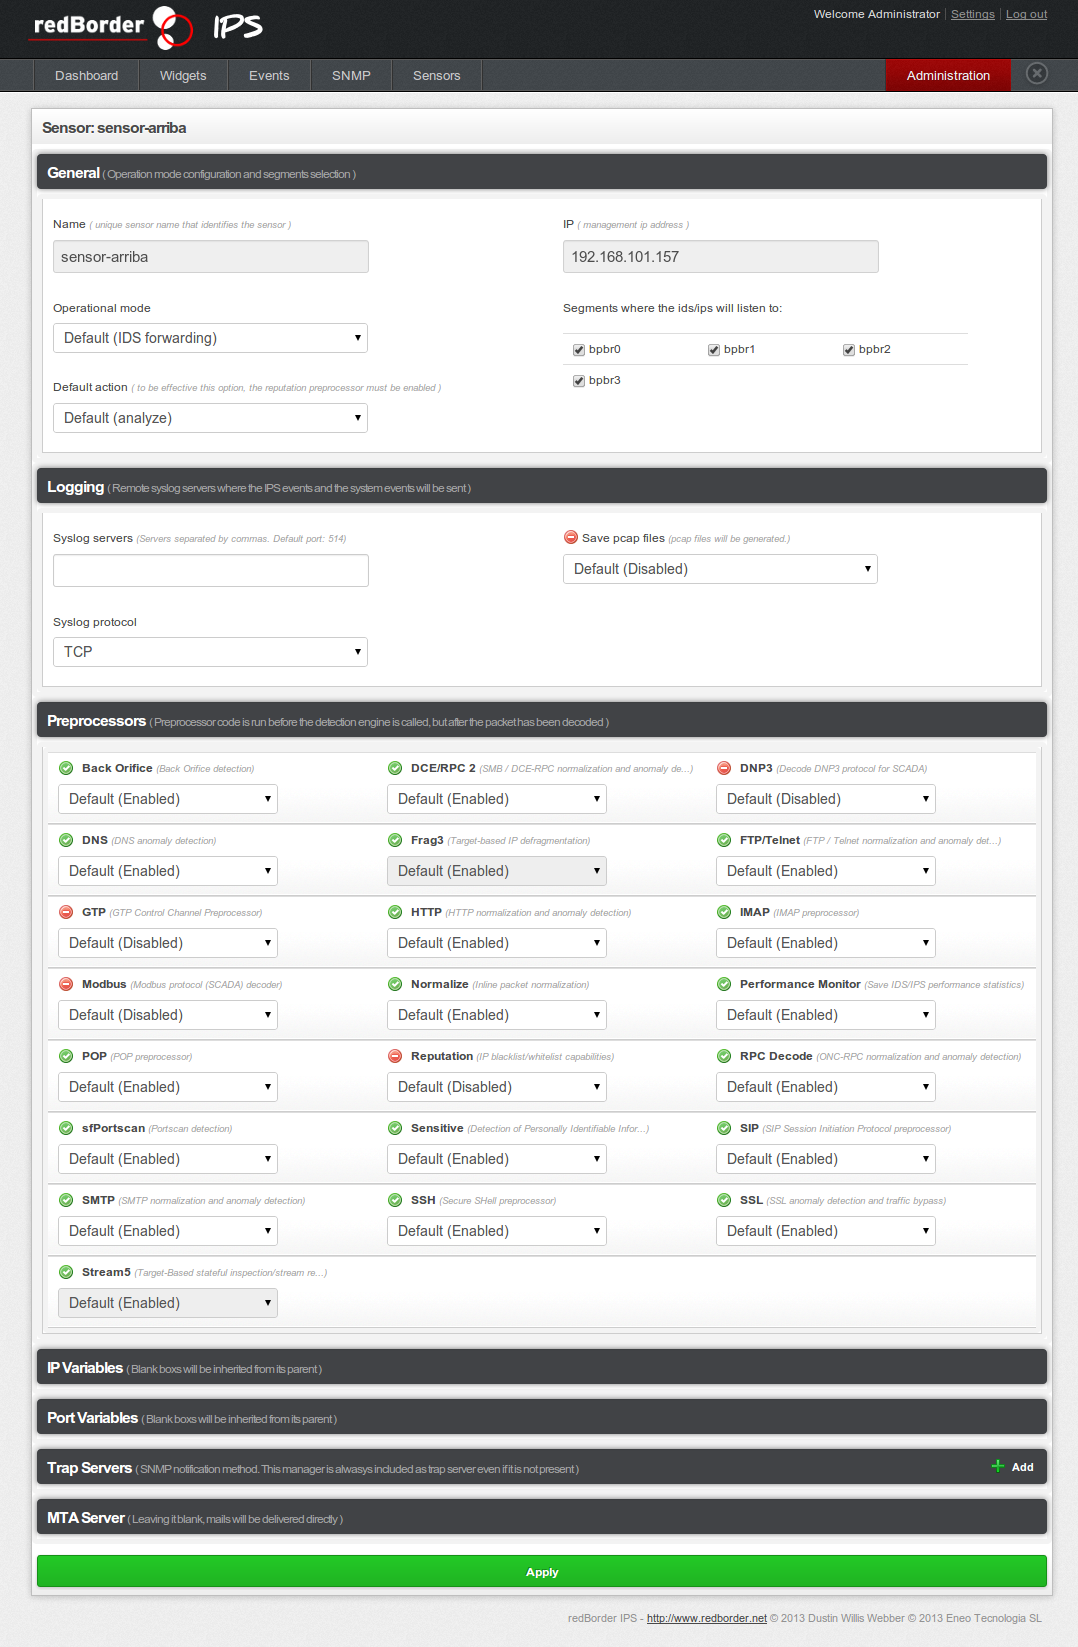 redBorder IPS
Welcome Administrator | Settings | Log out
Dashboard Widgets Events SNMP Sensors Administration
Sensor: sensor-arriba
General ( Operation mode configuration and segments selection )
Name ( unique sensor name that identifies the sensor ) IP ( management ip address )
sensor-arriba 192.168.101.157
Operational mode Segments where the ids/ips will listen to:
Default (IDS forwarding) bpbr0 bpbr1 bpbr2
bpbr3
Default action ( to be effective this option, the reputation preprocessor must be enabled )
Default (analyze)
Logging ( Remote syslog servers where the IPS events and the system events will be sent )
Syslog servers (Servers separated by commas. Default port: 514) Save pcap files (pcap files will be generated.)
Default (Disabled)
Syslog protocol
TCP
Preprocessors ( Preprocessor code is run before the detection engine is called, but after the packet has been decoded )
Back Orifice (Back Orifice detection) DCE/RPC 2 (SMB / DCE-RPC normalization and anomaly de...) DNP3 (Decode DNP3 protocol for SCADA)
Default (Enabled) Default (Enabled) Default (Disabled)
DNS (DNS anomaly detection) Frag3 (Target-based IP defragmentation) FTP/Telnet (FTP / Telnet normalization and anomaly det...)
Default (Enabled) Default (Enabled) Default (Enabled)
GTP (GTP Control Channel Preprocessor) HTTP (HTTP normalization and anomaly detection) IMAP (IMAP preprocessor)
Default (Disabled) Default (Enabled) Default (Enabled)
Modbus (Modbus protocol (SCADA) decoder) Normalize (Inline packet normalization) Performance Monitor (Save IDS/IPS performance statistics)
Default (Disabled) Default (Enabled) Default (Enabled)
POP (POP preprocessor) Reputation (IP blacklist/whitelist capabilities) RPC Decode (ONC-RPC normalization and anomaly detection)
Default (Enabled) Default (Disabled) Default (Enabled)
sfPortscan (Portscan detection) Sensitive (Detection of Personally Identifiable Infor...) SIP (SIP Session Initiation Protocol preprocessor)
Default (Enabled) Default (Enabled) Default (Enabled)
SMTP (SMTP normalization and anomaly detection) SSH (Secure SHell preprocessor) SSL (SSL anomaly detection and traffic bypass)
Default (Enabled) Default (Enabled) Default (Enabled)
Stream5 (Target-Based stateful inspection/stream re...)
Default (Enabled)
IP Variables ( Blank boxs will be inherited from its parent )
Port Variables ( Blank boxs will be inherited from its parent )
Trap Servers ( SNMP notification method. This manager is alwasys included as trap server even if it is not present ) Add
MTA Server ( Leaving it blank, mails will be delivered directly )
Apply
redBorder IPS - http://www.redborder.net © 2013 Dustin Willis Webber © 2013 Eneo Tecnologia SL